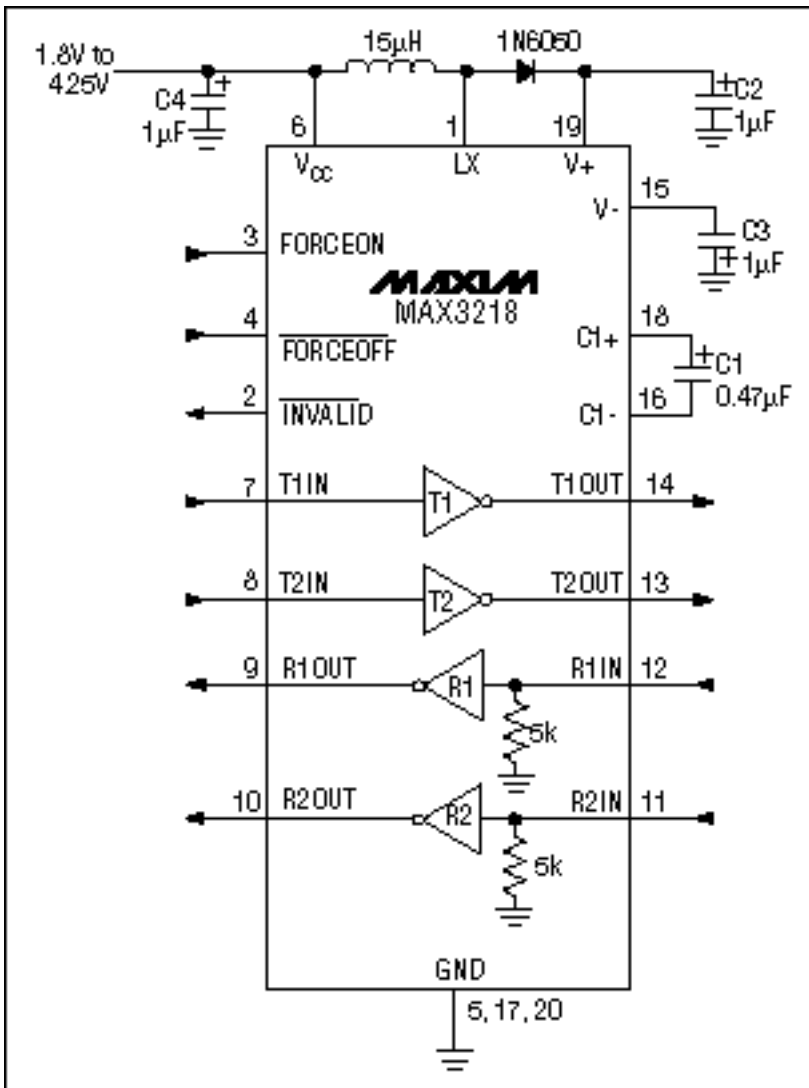 1.8V to
425V
15µH
1N6050
C4
+
1µF
+
C2
1µF
6
1
19
V_CC
LX
V+
15
V-
C3
+
1µF
3
FORCEON
MAXIM
MAX3218
4
FORCEOFF
18
C1+
+
C1
0.47µF
16
C1-
2
INVALID
7
T1IN
T1
T1OUT
14
8
T2IN
T2
T2OUT
13
9
R1OUT
R1
R1IN
12
5k
10
R2OUT
R2
R2IN
11
5k
GND
5, 17, 20